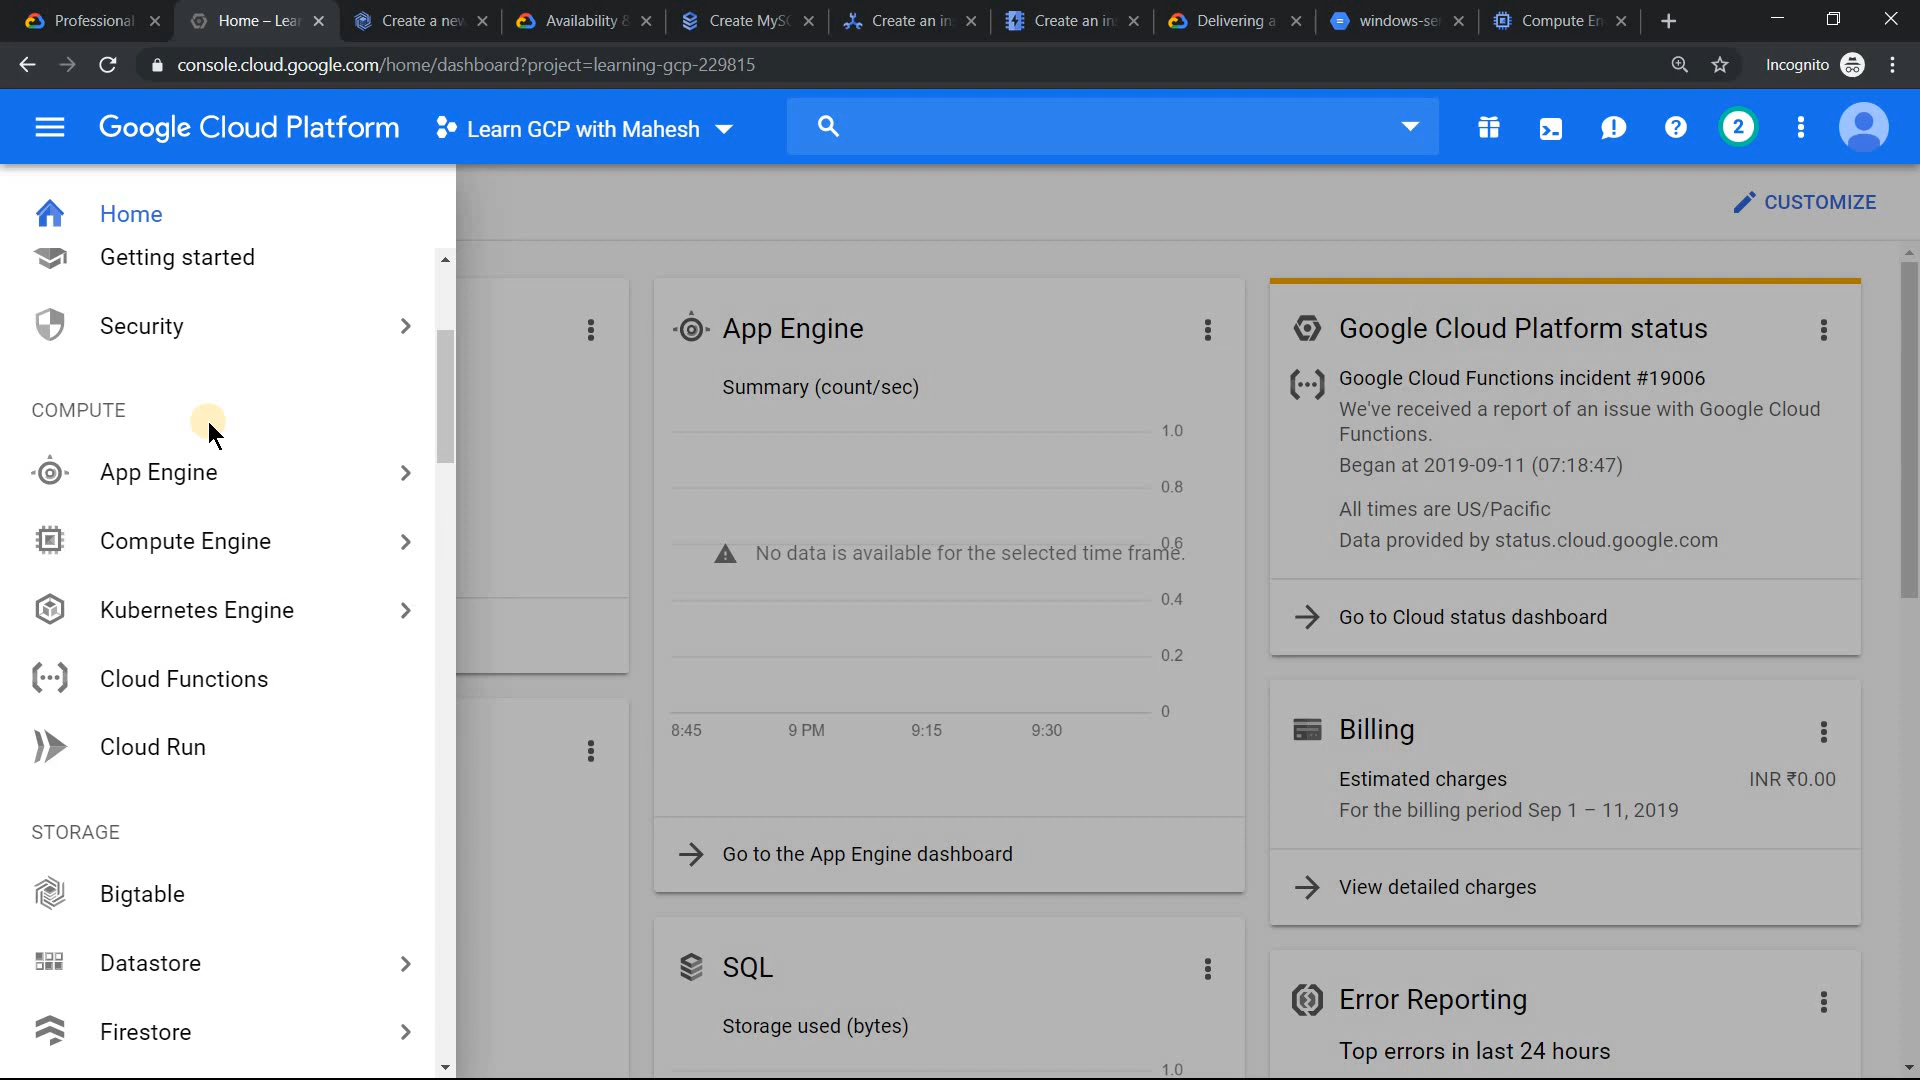 Professional
Home – Lea
Create a new
Availability &
Create MySQ
Create an in
Create an in
Delivering a
windows-se
Compute En
console.cloud.google.com/home/dashboard?project=learning-gcp-229815
Incognito
Google Cloud Platform
Learn GCP with Mahesh
2
Home
Getting started
Security
COMPUTE
App Engine
Compute Engine
Kubernetes Engine
Cloud Functions
Cloud Run
STORAGE
Bigtable
Datastore
Firestore
CUSTOMIZE
App Engine
Summary (count/sec)
1.0
0.8
0.6
No data is available for the selected time frame.
0.4
0.2
0
8:45 9 PM 9:15 9:30
Go to the App Engine dashboard
SQL
Storage used (bytes)
1.0
Google Cloud Platform status
Google Cloud Functions incident #19006
We've received a report of an issue with Google Cloud
Functions.
Began at 2019-09-11 (07:18:47)
All times are US/Pacific
Data provided by status.cloud.google.com
Go to Cloud status dashboard
Billing
Estimated charges INR ₹0.00
For the billing period Sep 1 – 11, 2019
View detailed charges
Error Reporting
Top errors in last 24 hours